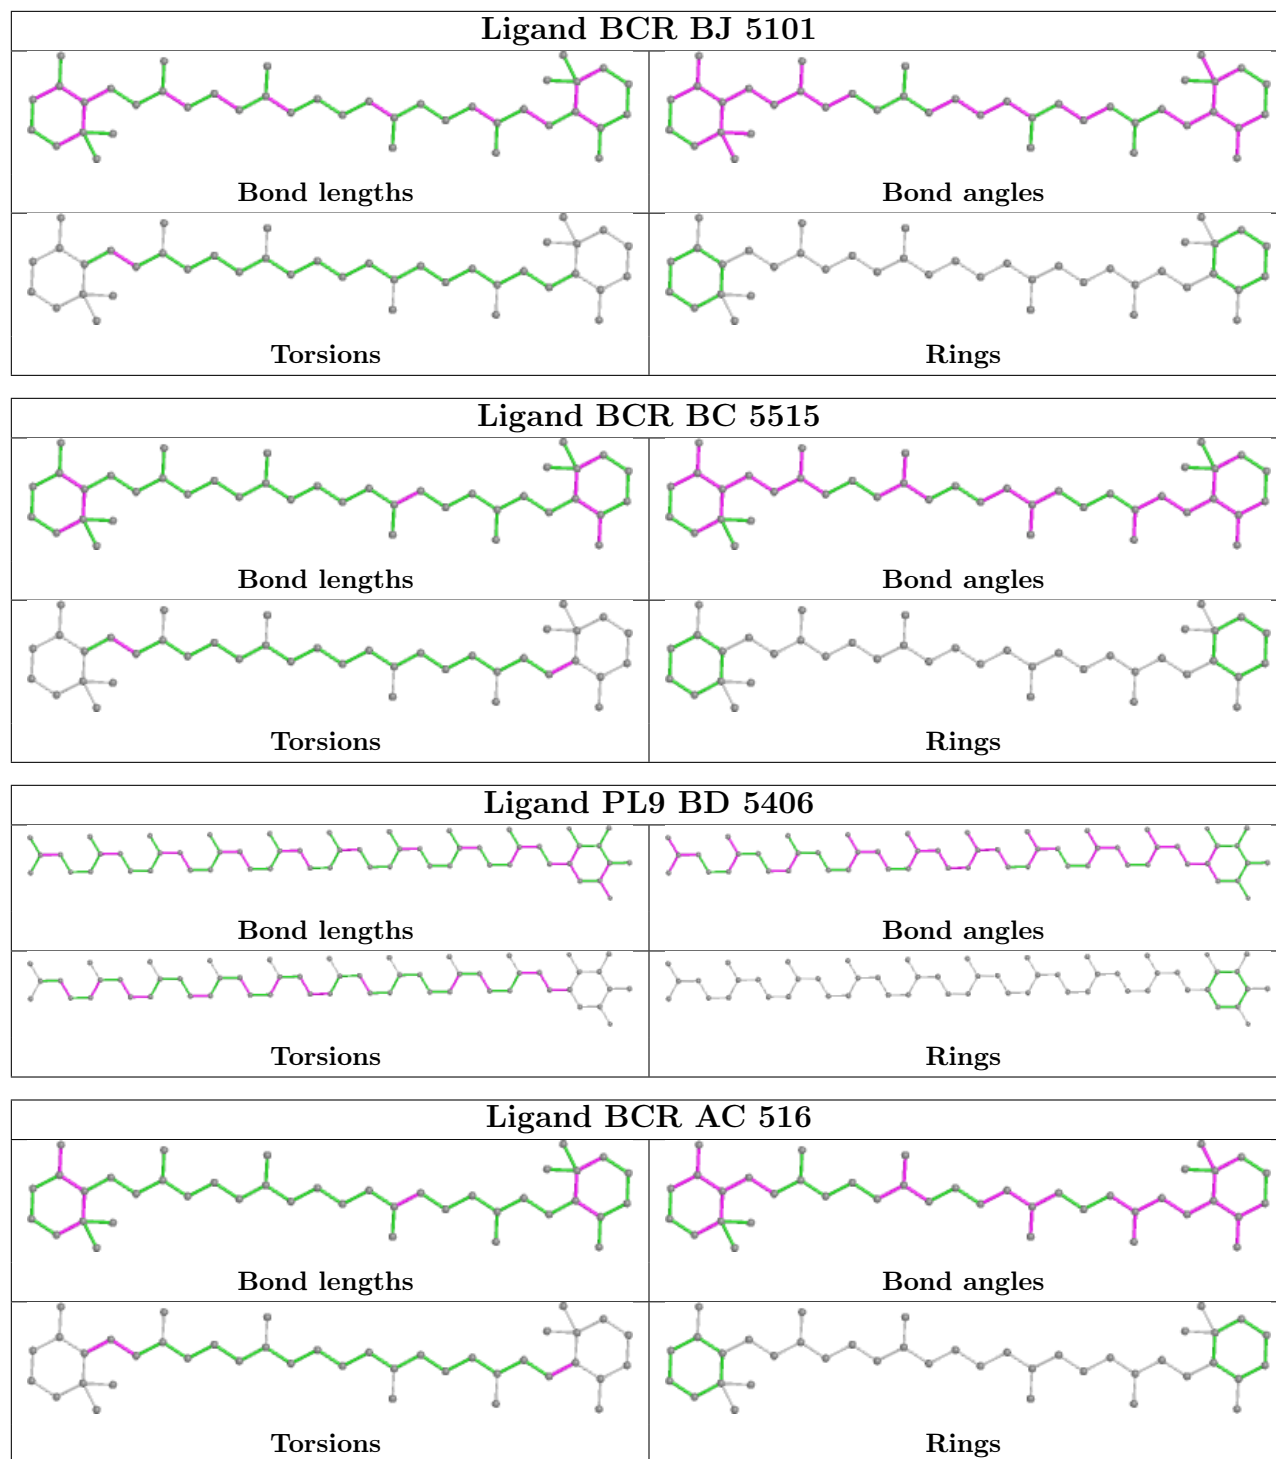 Ligand BCR BJ 5101
Bond lengths
Bond angles
Torsions
Rings
Ligand BCR BC 5515
Bond lengths
Bond angles
Torsions
Rings
Ligand PL9 BD 5406
Bond lengths
Bond angles
Torsions
Rings
Ligand BCR AC 516
Bond lengths
Bond angles
Torsions
Rings